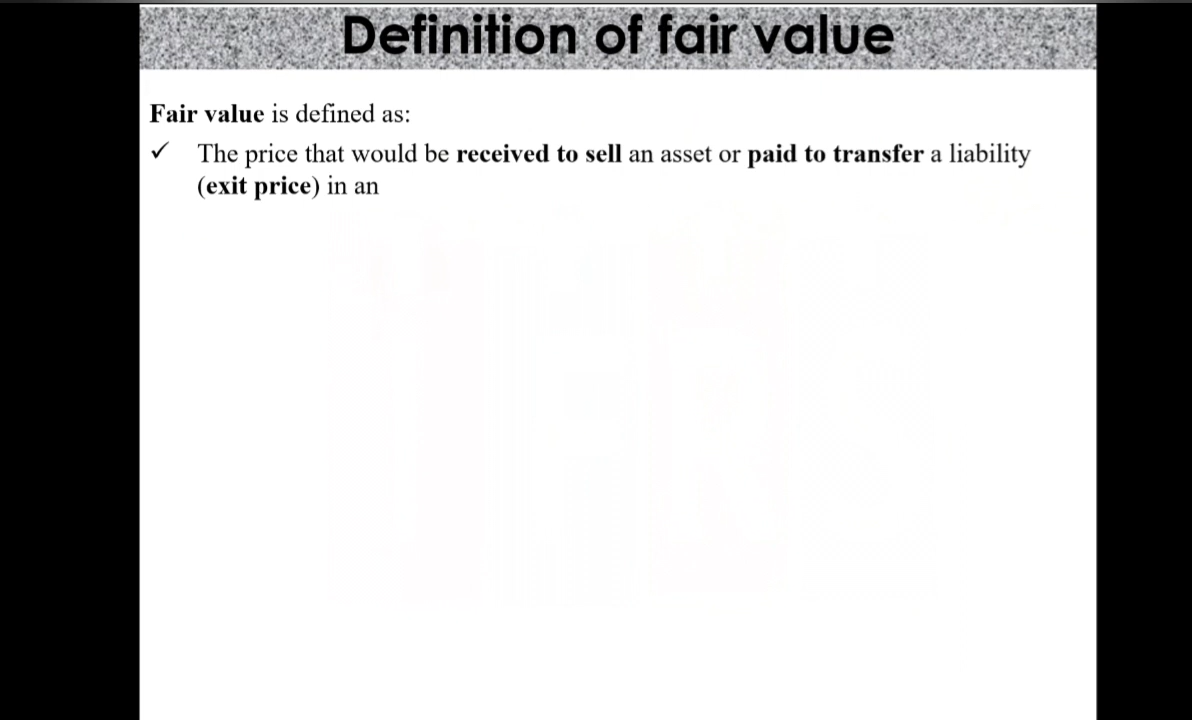 Definition of fair value
Fair value is defined as:
✓ The price that would be received to sell an asset or paid to transfer a liability
(exit price) in an